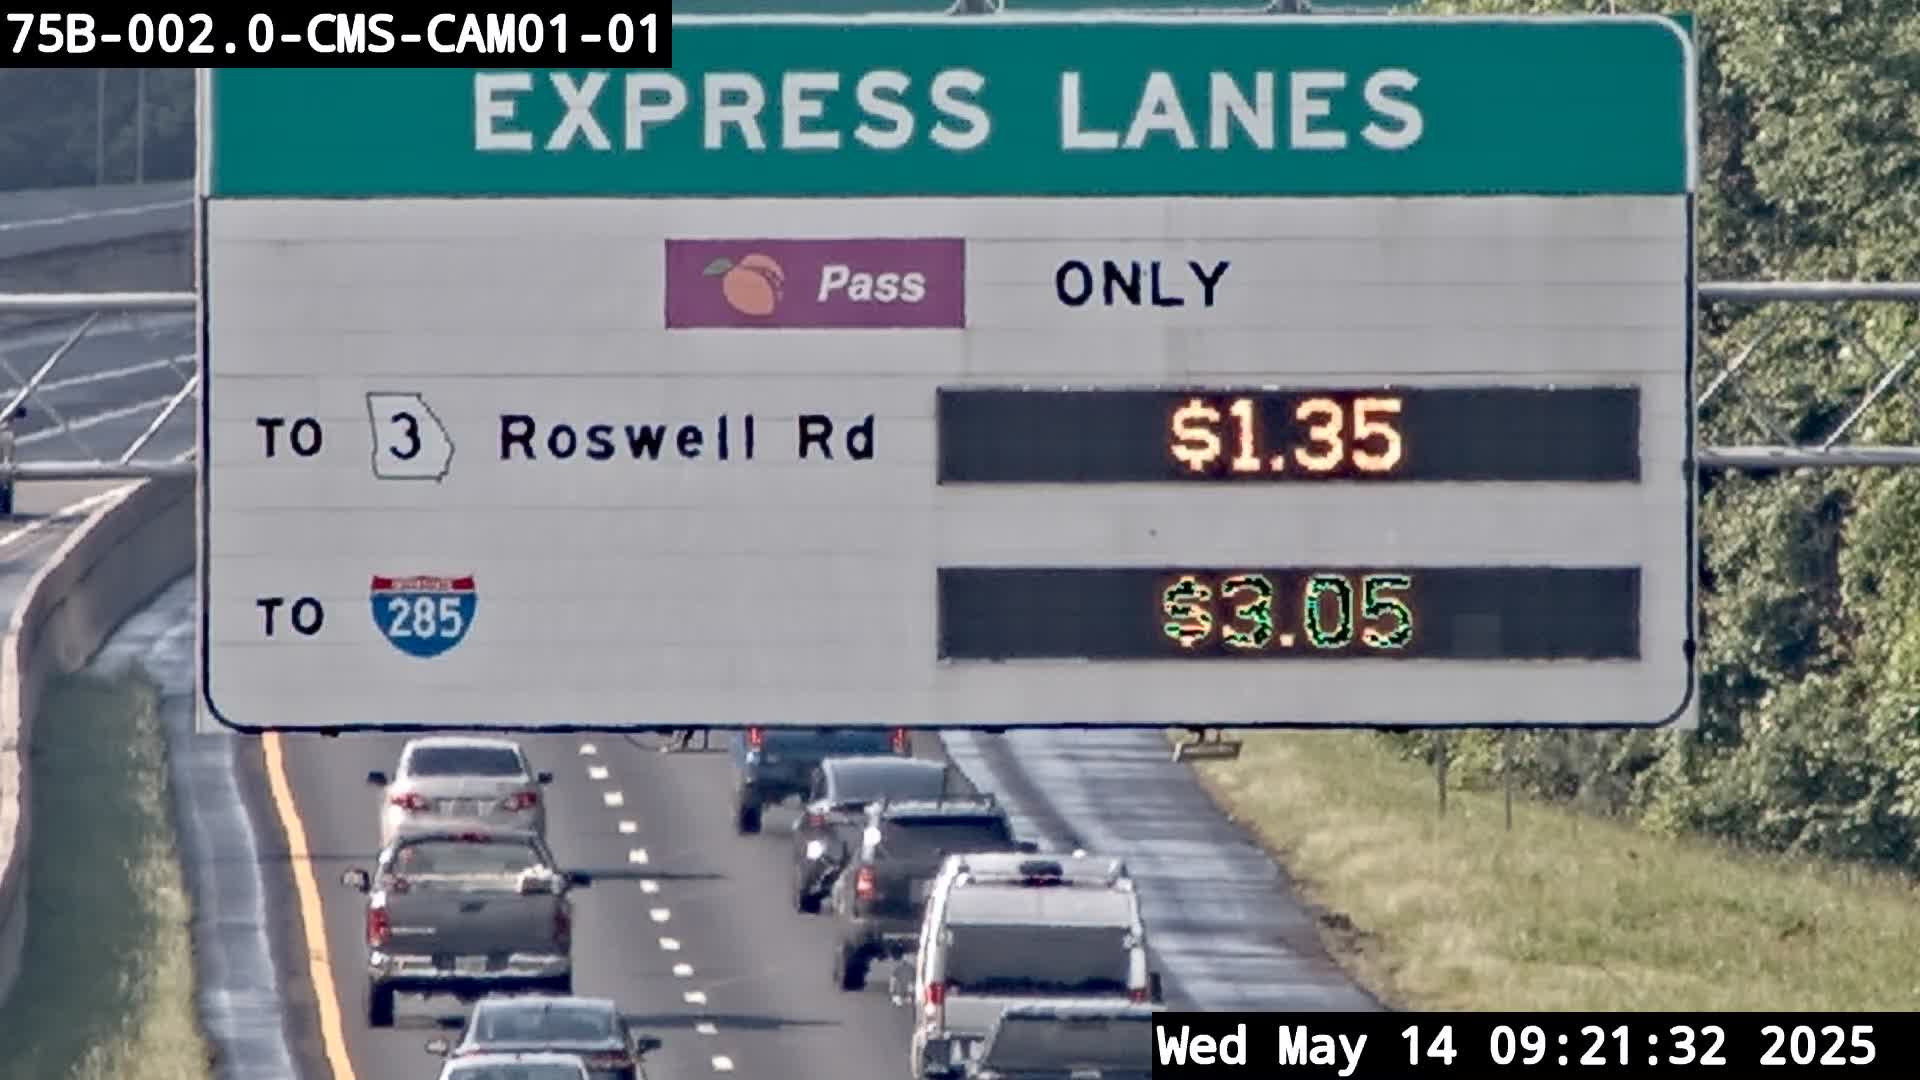 75B-002.0-CMS-CAM01-01
EXPRESS LANES
Pass ONLY
TO 3 Roswell Rd $1.35
TO 285 $3.05
Wed May 14 09:21:32 2025